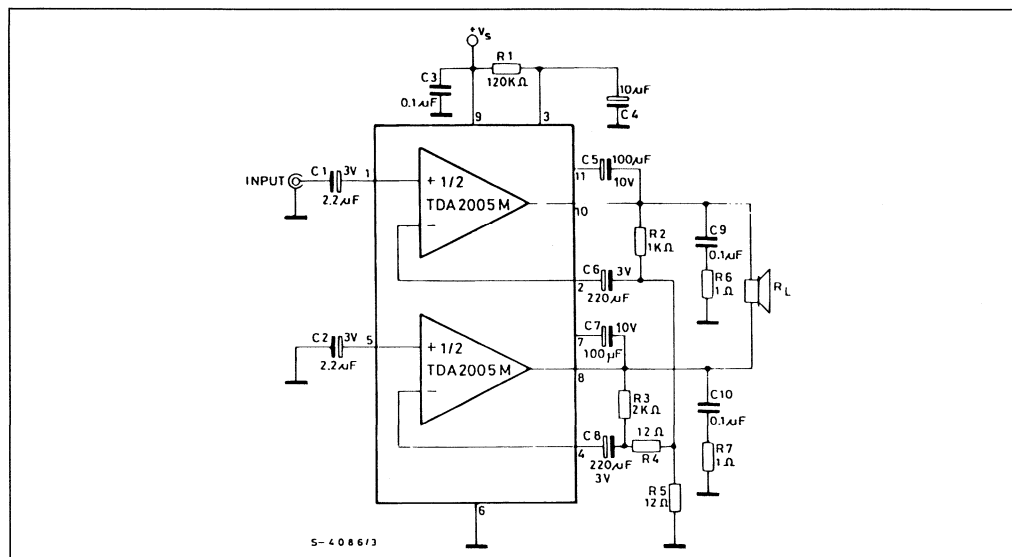 +Vs
R1
120KΩ
C3
0.1µF
10µF
C4
9
3
C1
3V
1
INPUT
2.2µF
+ 1/2
TDA2005M
−
C5
100µF
11
10V
10
R2
1KΩ
C9
0.1µF
R6
1Ω
RL
C6
3V
2
220µF
C7
10V
7
100µF
C2
3V
5
2.2µF
+ 1/2
TDA2005M
−
8
R3
2KΩ
C10
0.1µF
R7
1Ω
C8
12Ω
4
220µF
R4
3V
R5
12Ω
6
S-4086/3